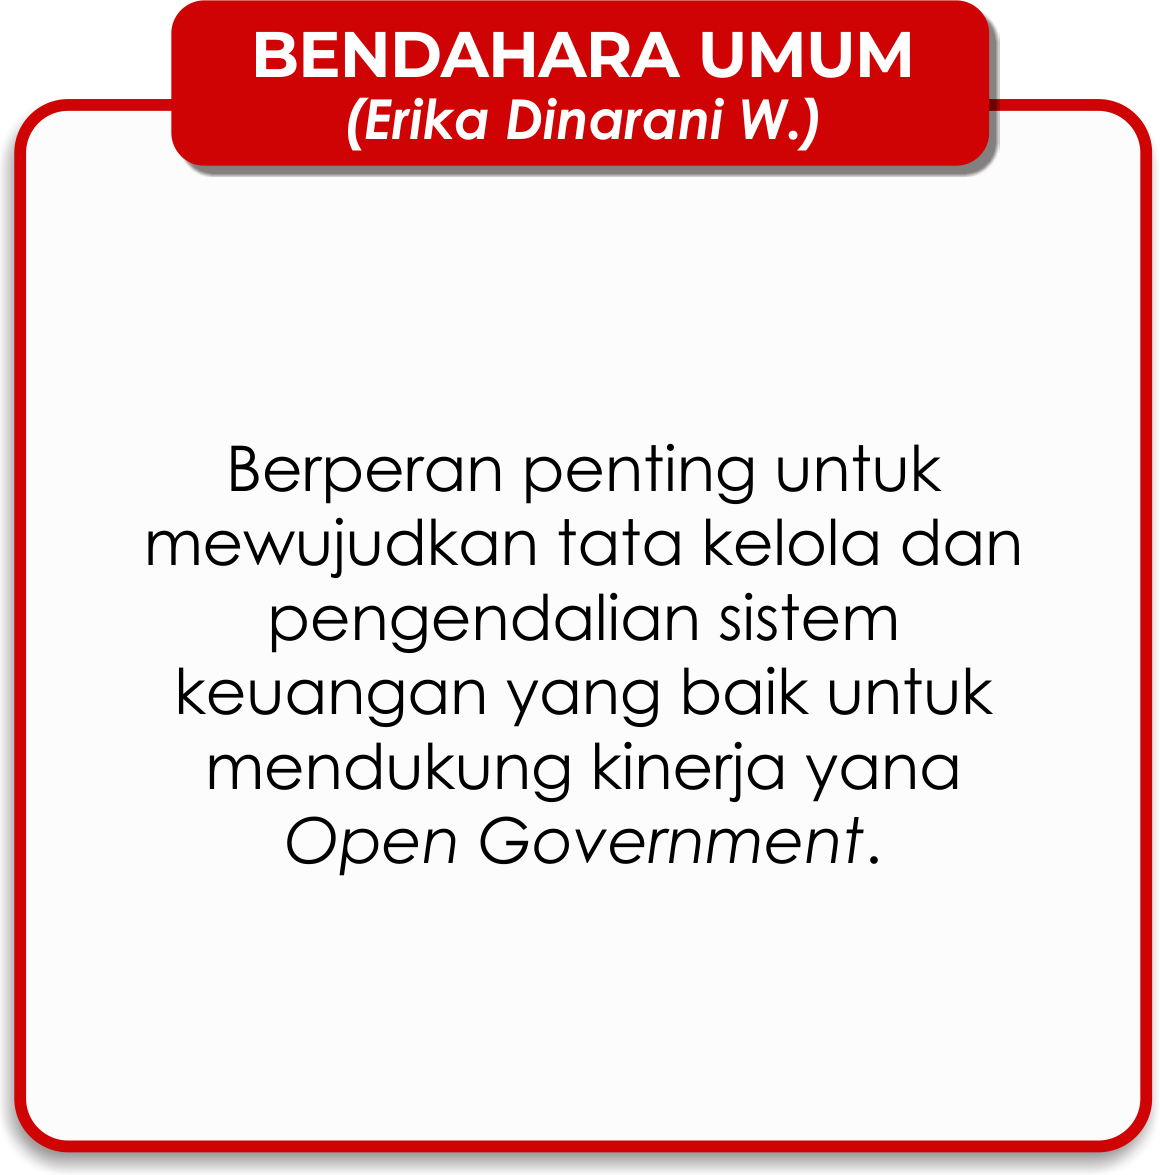 BENDAHARA UMUM
(Erika Dinarani W.)
Berperan penting untuk
mewujudkan tata kelola dan
pengendalian sistem
keuangan yang baik untuk
mendukung kinerja yana
Open Government.